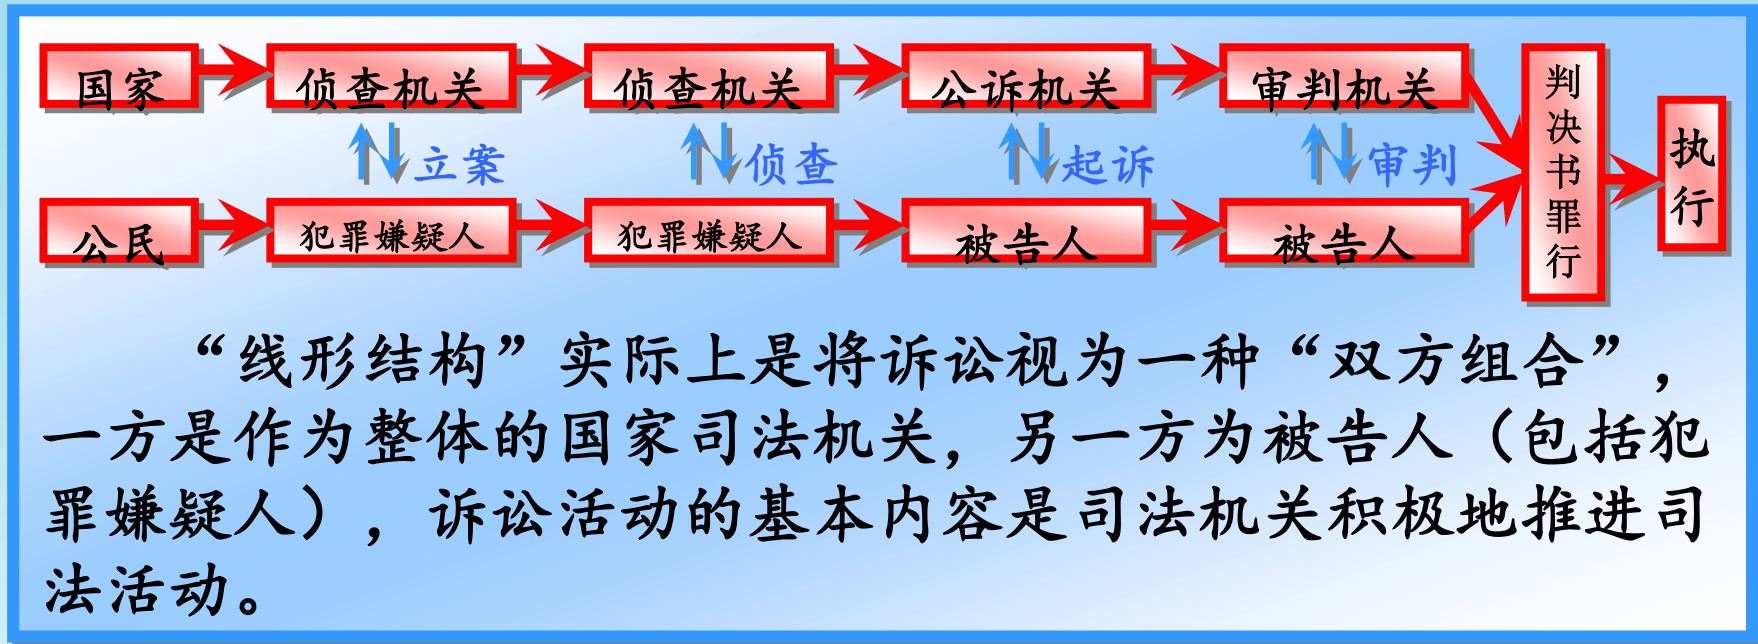 国家
侦查机关
侦查机关
公诉机关
审判机关
判决书罪行
执行
立案
侦查
起诉
审判
公民
犯罪嫌疑人
犯罪嫌疑人
被告人
被告人
“线形结构”实际上是将诉讼视为一种“双方组合”，
一方是作为整体的国家司法机关，另一方为被告人（包括犯
罪嫌疑人），诉讼活动的基本内容是司法机关积极地推进司
法活动。